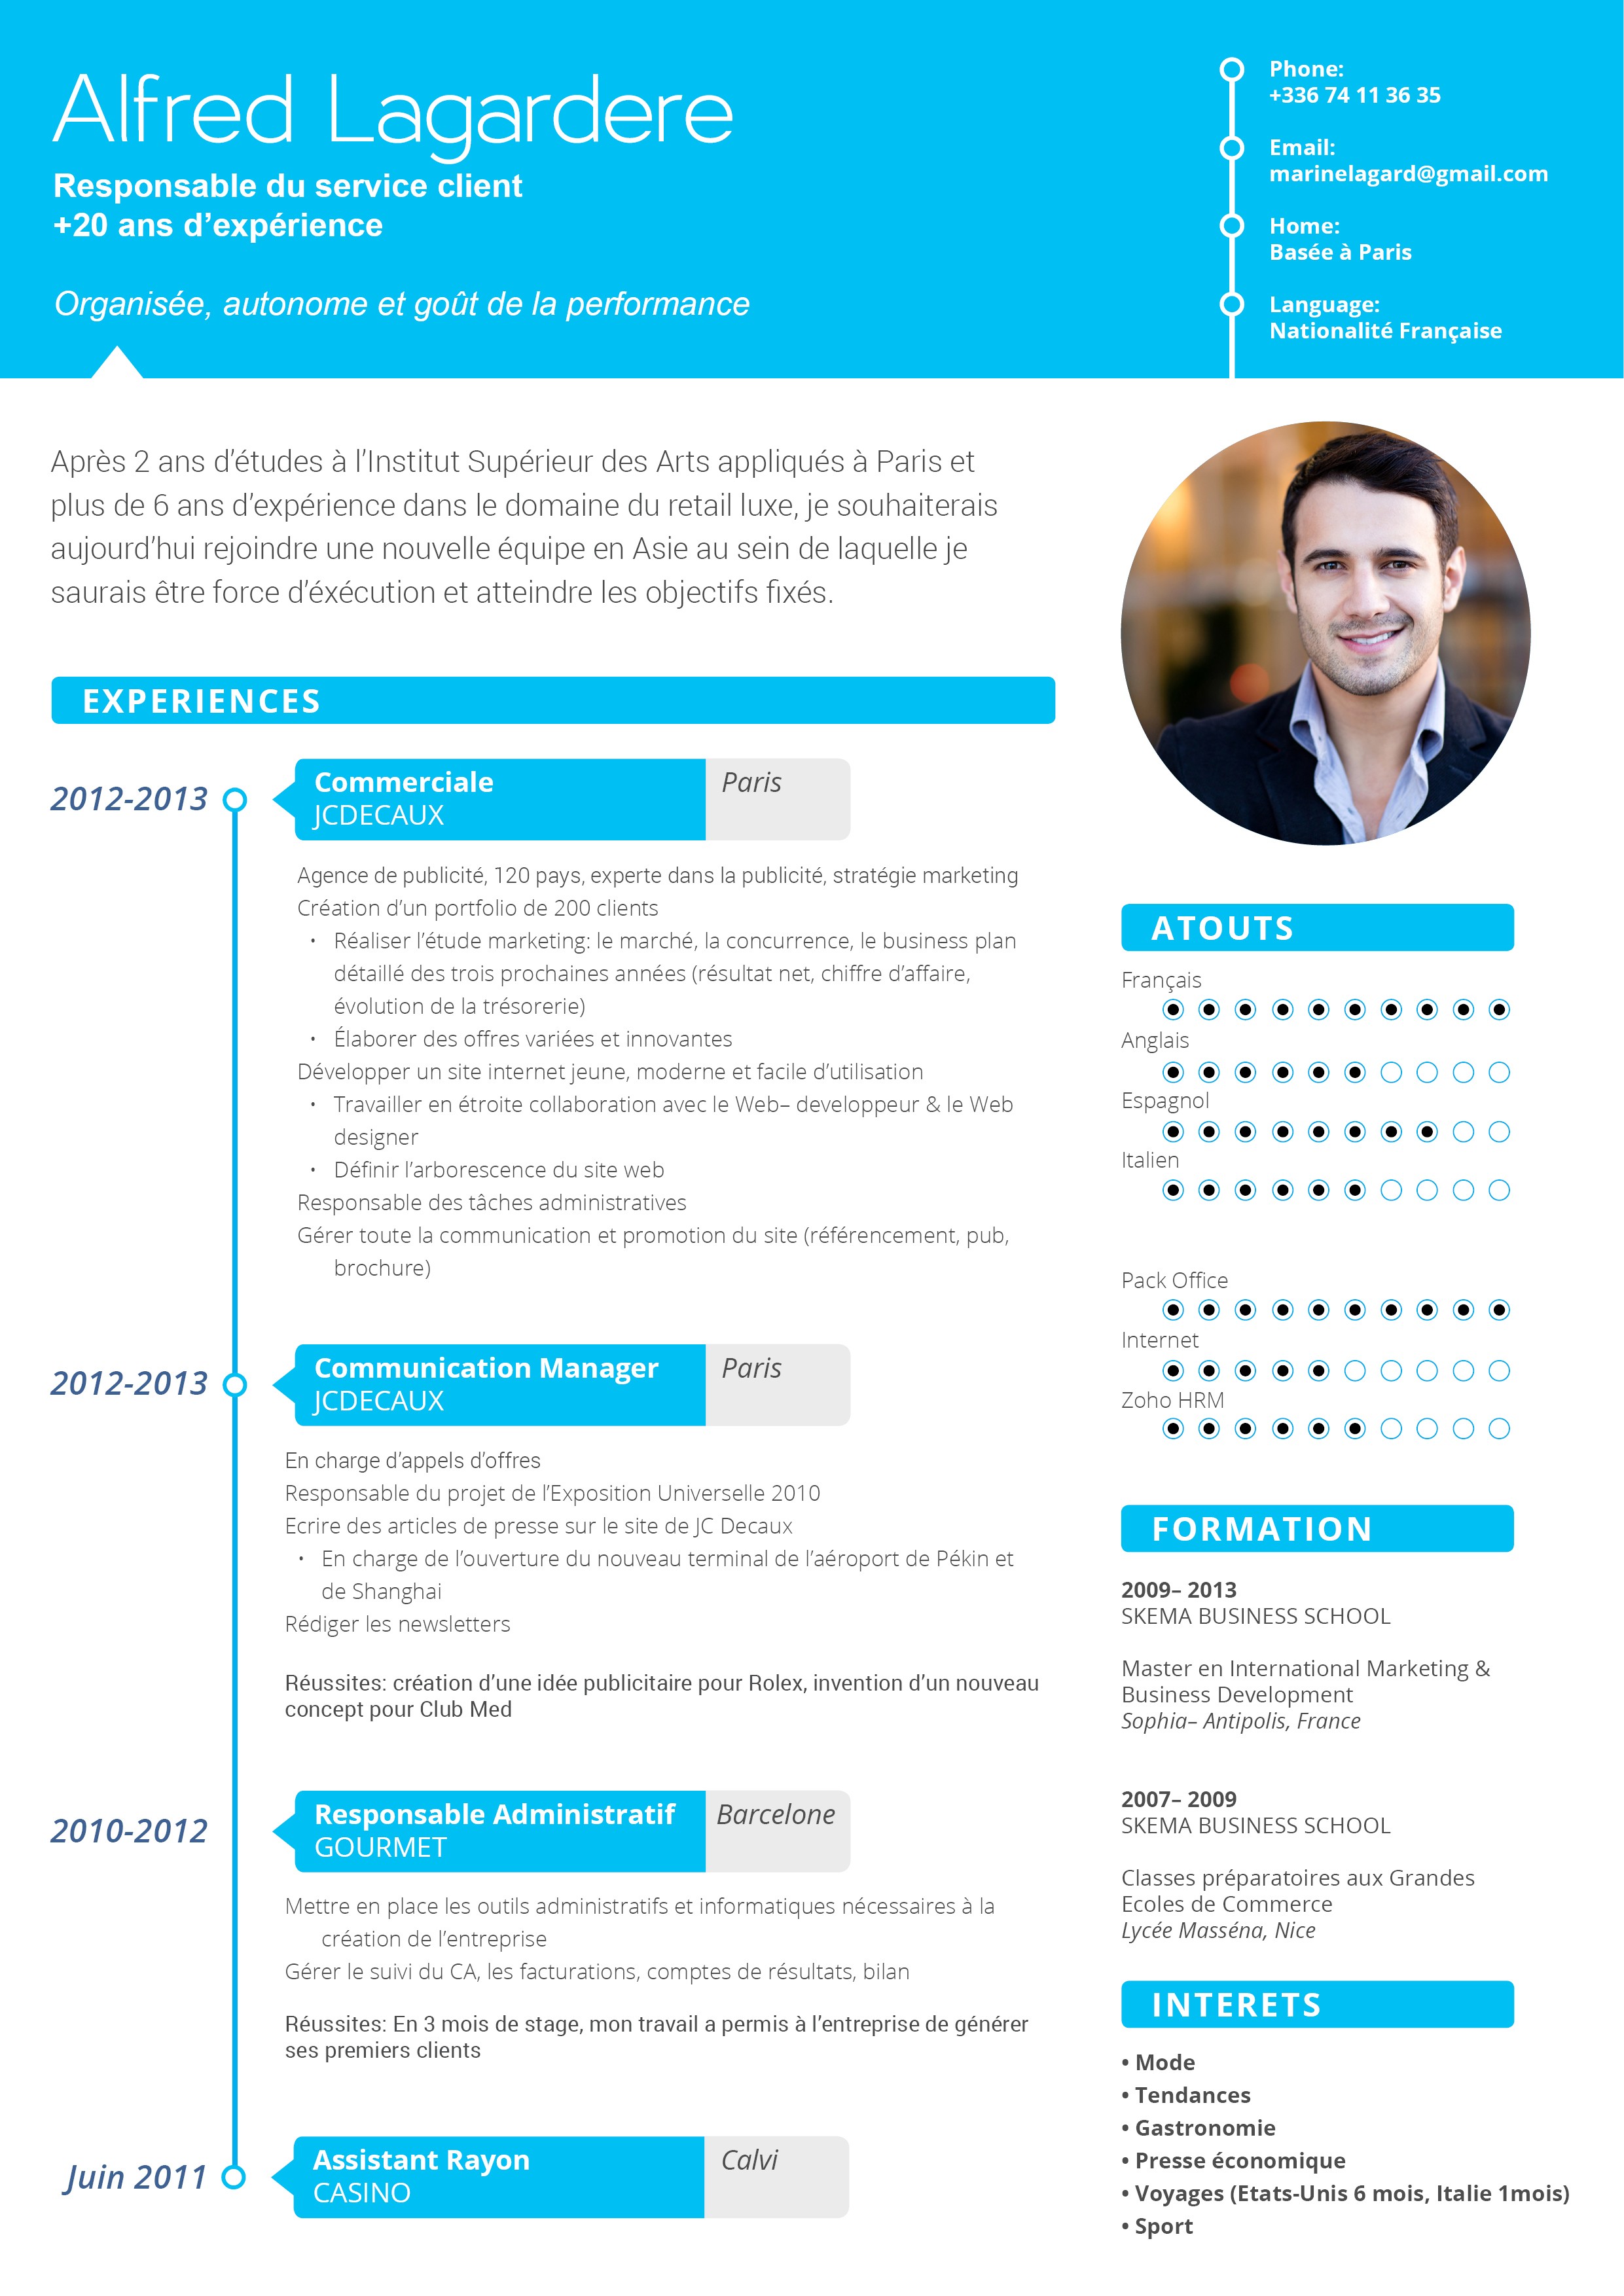 Alfred Lagardere
Responsable du service client
+20 ans d’expérience
Organisée, autonome et goût de la performance
Phone:
+336 74 11 36 35
Email:
marinelagard@gmail.com
Home:
Basée à Paris
Language:
Nationalité Française
Après 2 ans d’études à l’Institut Supérieur des Arts appliqués à Paris et
plus de 6 ans d’expérience dans le domaine du retail luxe, je souhaiterais
aujourd’hui rejoindre une nouvelle équipe en Asie au sein de laquelle je
saurais être force d’éxécution et atteindre les objectifs fixés.
EXPERIENCES
2012-2013
Commerciale
JCDECAUX
Paris
Agence de publicité, 120 pays, experte dans la publicité, stratégie marketing
Création d’un portfolio de 200 clients
• Réaliser l’étude marketing: le marché, la concurrence, le business plan
détaillé des trois prochaines années (résultat net, chiffre d’affaire,
évolution de la trésorerie)
• Élaborer des offres variées et innovantes
Développer un site internet jeune, moderne et facile d’utilisation
• Travailler en étroite collaboration avec le Web– developpeur & le Web
designer
• Définir l’arborescence du site web
Responsable des tâches administratives
Gérer toute la communication et promotion du site (référencement, pub,
brochure)
2012-2013
Communication Manager
JCDECAUX
Paris
En charge d’appels d’offres
Responsable du projet de l’Exposition Universelle 2010
Ecrire des articles de presse sur le site de JC Decaux
• En charge de l’ouverture du nouveau terminal de l’aéroport de Pékin et
de Shanghai
Rédiger les newsletters
Réussites: création d’une idée publicitaire pour Rolex, invention d’un nouveau
concept pour Club Med
2010-2012
Responsable Administratif
GOURMET
Barcelone
Mettre en place les outils administratifs et informatiques nécessaires à la
création de l’entreprise
Gérer le suivi du CA, les facturations, comptes de résultats, bilan
Réussites: En 3 mois de stage, mon travail a permis à l’entreprise de générer
ses premiers clients
Juin 2011
Assistant Rayon
CASINO
Calvi
ATOUTS
Français
Anglais
Espagnol
Italien
Pack Office
Internet
Zoho HRM
FORMATION
2009– 2013
SKEMA BUSINESS SCHOOL
Master en International Marketing &
Business Development
Sophia– Antipolis, France
2007– 2009
SKEMA BUSINESS SCHOOL
Classes préparatoires aux Grandes
Ecoles de Commerce
Lycée Masséna, Nice
INTERETS
• Mode
• Tendances
• Gastronomie
• Presse économique
• Voyages (Etats-Unis 6 mois, Italie 1mois)
• Sport